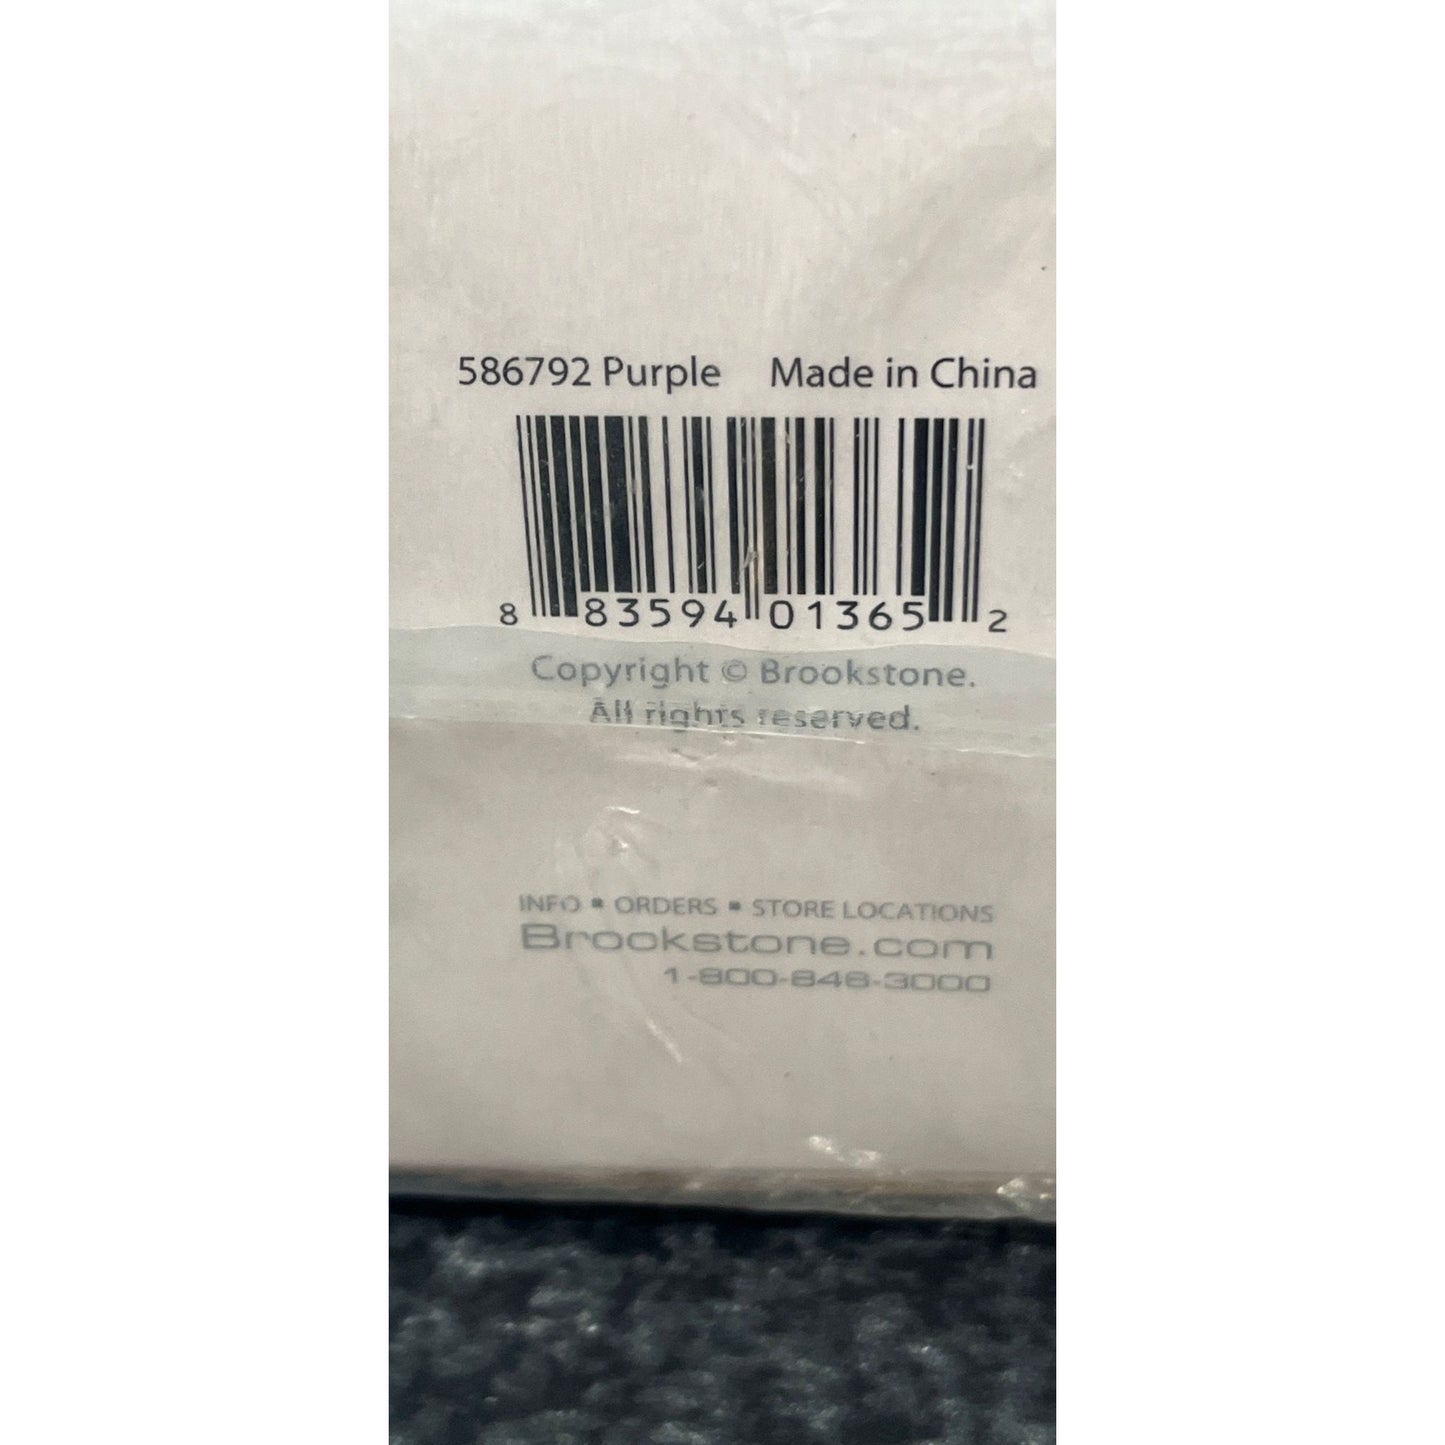 586792 Purple Made in China
8 83594 01365 2
Copyright © Brookstone.
All rights reserved.
INFO ▪ ORDERS ▪ STORE LOCATIONS
Brookstone.com
1-800-846-3000